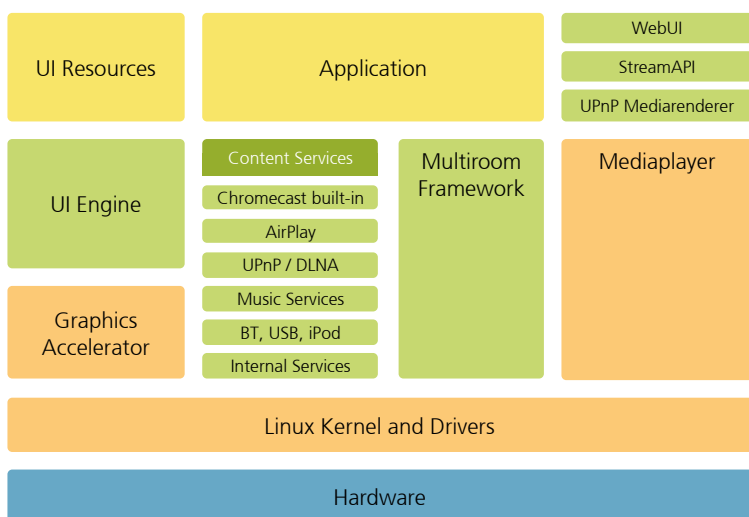 UI Resources
Application
WebUI
StreamAPI
UPnP Mediarenderer
UI Engine
Content Services
Chromecast built-in
AirPlay
UPnP / DLNA
Music Services
BT, USB, iPod
Internal Services
Multiroom
Framework
Mediaplayer
Graphics
Accelerator
Linux Kernel and Drivers
Hardware